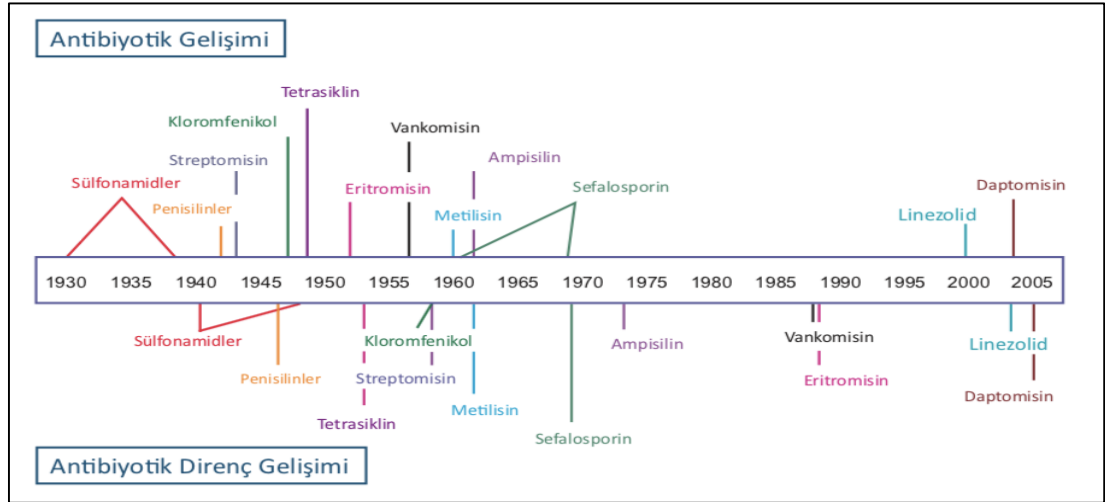 Antibiyotik Gelişimi
Tetrasiklin
Kloromfenikol
Vankomisin
Streptomisin
Ampisilin
Sülfonamidler
Eritromisin
Sefalosporin
Daptomisin
Penisilinler
Metilisin
Linezolid
1930 1935 1940 1945 1950 1955 1960 1965 1970 1975 1980 1985 1990 1995 2000 2005
Sülfonamidler
Kloromfenikol
Ampisilin
Vankomisin
Linezolid
Penisilinler
Streptomisin
Eritromisin
Daptomisin
Metilisin
Tetrasiklin
Sefalosporin
Antibiyotik Direnç Gelişimi